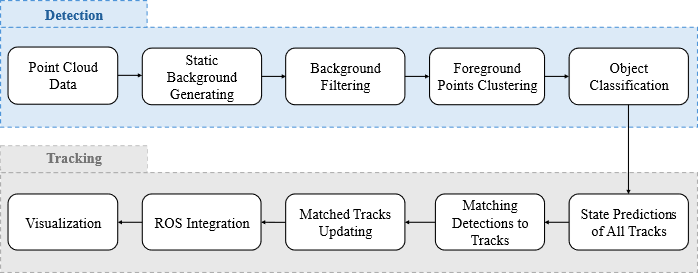 Detection
Point Cloud
Data
Static
Background
Generating
Background
Filtering
Foreground
Points Clustering
Object
Classification
Tracking
Visualization
ROS Integration
Matched Tracks
Updating
Matching
Detections to
Tracks
State Predictions
of All Tracks